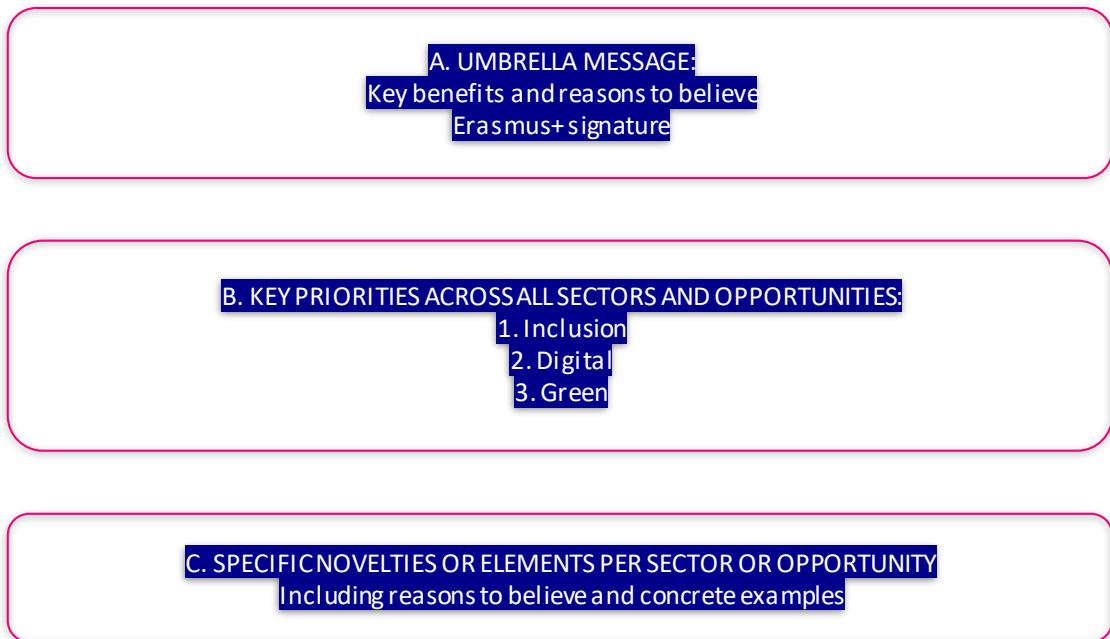 A. UMBRELLA MESSAGE:
Key benefits and reasons to believe
Erasmus+ signature
B. KEY PRIORITIES ACROSS ALL SECTORS AND OPPORTUNITIES:
1. Inclusion
2. Digital
3. Green
C. SPECIFIC NOVELTIES OR ELEMENTS PER SECTOR OR OPPORTUNITY
Including reasons to believe and concrete examples